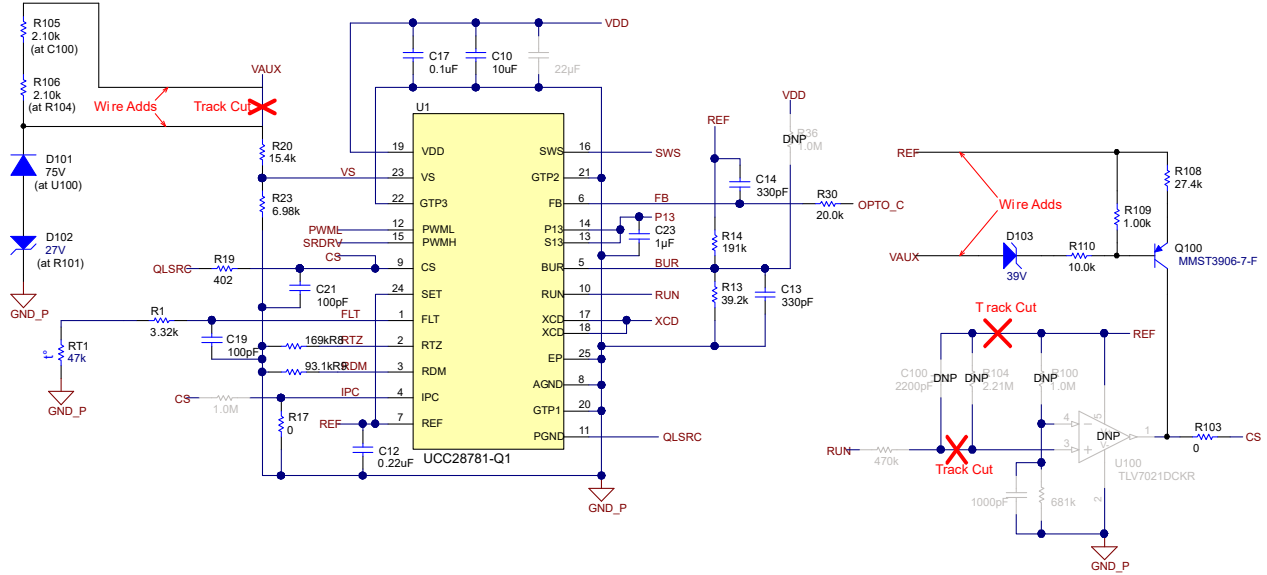 R105
2.10k
(at C100)
R106
2.10k
(at R104)
Wire Adds
VAUX
Track Cut
D101
75V
(at U100)
D102
27V
(at R101)
GND_P
R20
15.4k
VS
R23
6.98k
VDD
C17
0.1uF
C10
10uF
22µF
U1
19
VDD
23
VS
22
GTP3
12
PWML
15
PWMH
9
CS
24
SET
1
FLT
2
RTZ
3
RDM
4
IPC
7
REF
SWS
16
GTP2
21
FB
6
P13
14
S13
13
BUR
5
RUN
10
XCD
17
XCD
18
EP
25
AGND
8
GTP1
20
PGND
11
UCC28781-Q1
PWML
SRDRV
CS
QLSRC
R19
402
C21
100pF
R1
3.32k
FLT
C19
100pF
RT1
t°
47k
GND_P
169k
R8
RTZ
93.1k
R9
RDM
CS
1.0M
IPC
R17
0
REF
C12
0.22uF
GND_P
SWS
FB
P13
C23
1µF
BUR
RUN
XCD
QLSRC
REF
C14
330pF
R14
191k
R13
39.2k
C13
330pF
VDD
R36
DNP
1.0M
R30
20.0k
OPTO_C
REF
Wire Adds
VAUX
D103
39V
R110
10.0k
R109
1.00k
R108
27.4k
Q100
MMST3906-7-F
Track Cut
REF
C100
DNP
2200pF
R104
DNP
2.21M
R100
DNP
1.0M
RUN
470k
Track Cut
4
3
5
2
1
DNP
U100
TLV7021DCKR
1000pF
681k
R103
0
CS
GND_P